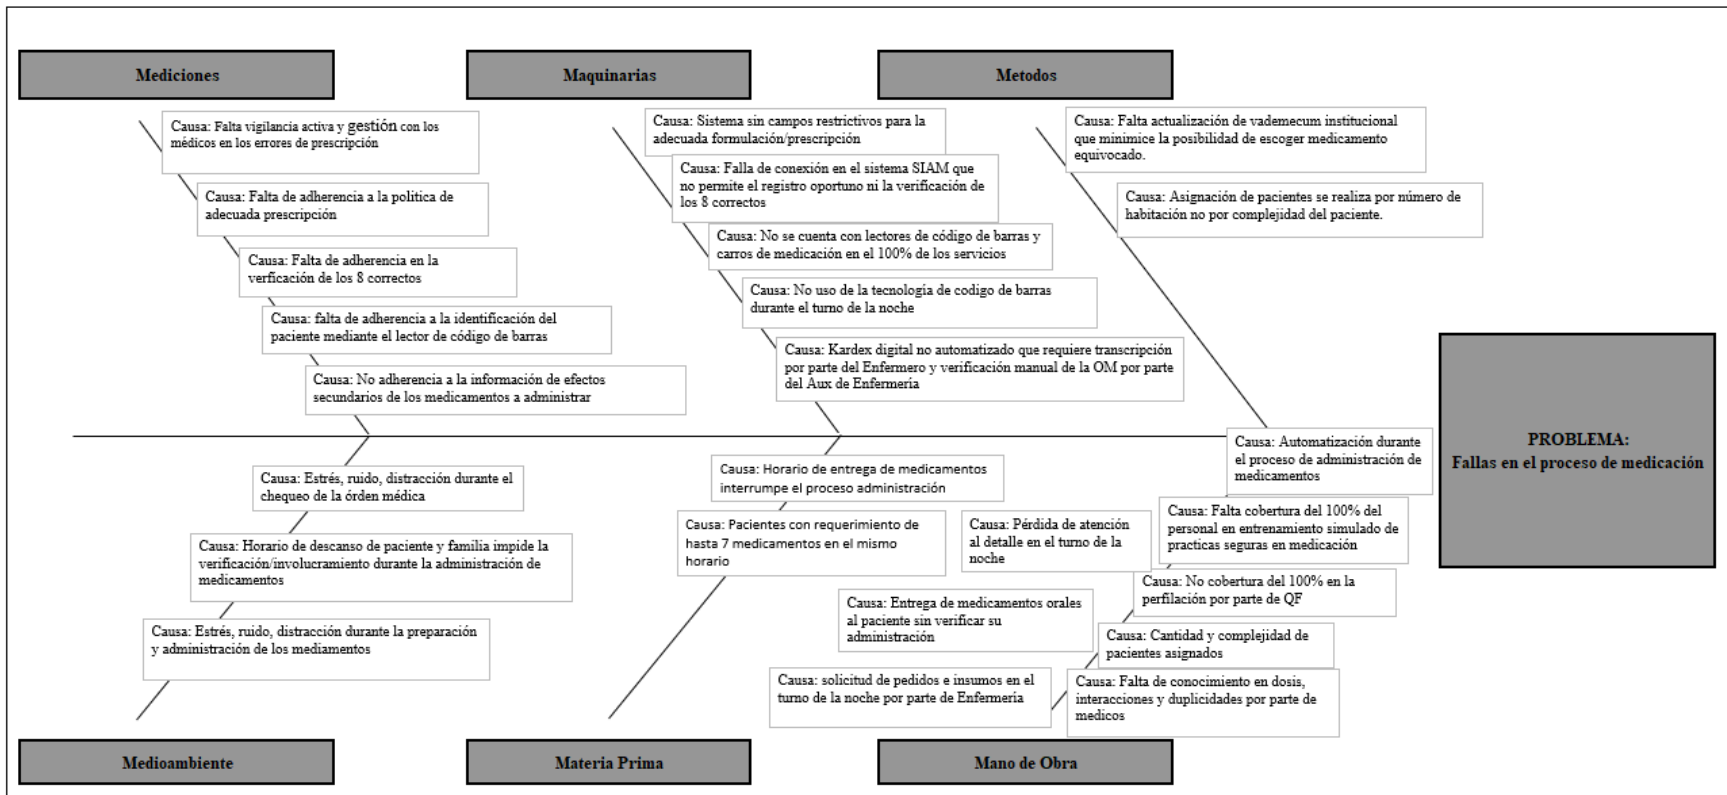 Mediciones
Maquinarias
Metodos
Causa: Falta vigilancia activa y gestión con los
médicos en los errores de prescripción
Causa: Falta de adherencia a la politica de
adecuada prescripción
Causa: Falta de adherencia en la
verficación de los 8 correctos
Causa: falta de adherencia a la identificación del
paciente mediante el lector de código de barras
Causa: No adherencia a la información de efectos
secundarios de los medicamentos a administrar
Causa: Sistema sin campos restrictivos para la
adecuada formulación/prescripción
Causa: Falla de conexión en el sistema SIAM que
no permite el registro oportuno ni la verificación de
los 8 correctos
Causa: No se cuenta con lectores de código de barras y
carros de medicación en el 100% de los servicios
Causa: No uso de la tecnología de codigo de barras
durante el turno de la noche
Causa: Kardex digital no automatizado que requiere transcripción
por parte del Enfermero y verificación manual de la OM por parte
del Aux de Enfermería
Causa: Falta actualización de vademecum institucional
que minimice la posibilidad de escoger medicamento
equivocado.
Causa: Asignación de pacientes se realiza por número de
habitación no por complejidad del paciente.
PROBLEMA:
Fallas en el proceso de medicación
Causa: Estrés, ruido, distracción durante el
chequeo de la órden médica
Causa: Horario de descanso de paciente y familia impide la
verificación/involucramiento durante la administración de
medicamentos
Causa: Estrés, ruido, distracción durante la preparación
y administración de los mediamentos
Causa: Horario de entrega de medicamentos
interrumpe el proceso administración
Causa: Pacientes con requerimiento de
hasta 7 medicamentos en el mismo
horario
Causa: Pérdida de atención
al detalle en el turno de la
noche
Causa: Entrega de medicamentos orales
al paciente sin verificar su
administración
Causa: solicitud de pedidos e insumos en el
turno de la noche por parte de Enfermería
Causa: Automatización durante
el proceso de administración de
medicamentos
Causa: Falta cobertura del 100% del
personal en entrenamiento simulado de
practicas seguras en medicación
Causa: No cobertura del 100% en la
perfilación por parte de QF
Causa: Cantidad y complejidad de
pacientes asignados
Causa: Falta de conocimiento en dosis,
interacciones y duplicidades por parte de
medicos
Medioambiente
Materia Prima
Mano de Obra